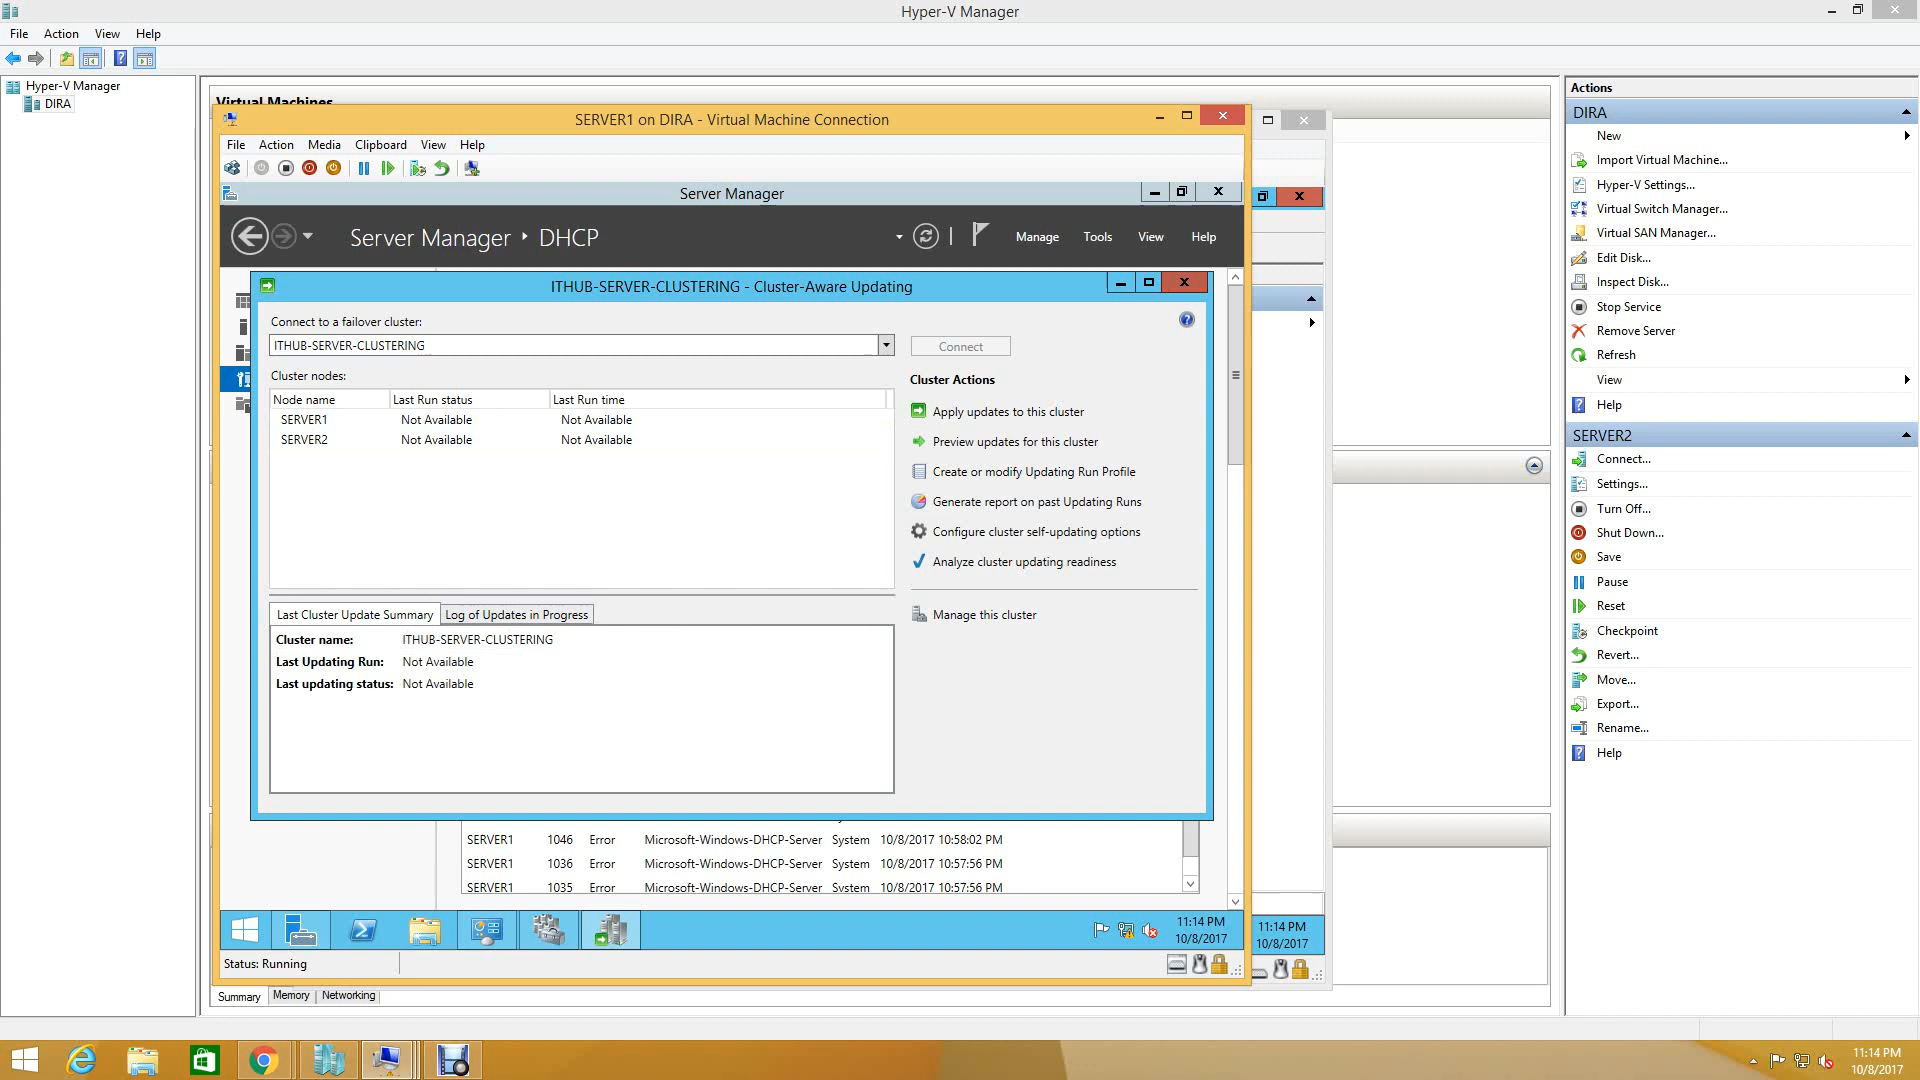 Hyper-V Manager
File Action View Help
Hyper-V Manager
DIRA
Virtual Machines
SERVER1 on DIRA - Virtual Machine Connection
File Action Media Clipboard View Help
Server Manager
Server Manager DHCP
Manage Tools View Help
ITHUB-SERVER-CLUSTERING - Cluster-Aware Updating
Connect to a failover cluster:
ITHUB-SERVER-CLUSTERING
Connect
Cluster nodes:
Node name Last Run status Last Run time
SERVER1 Not Available Not Available
SERVER2 Not Available Not Available
Cluster Actions
Apply updates to this cluster
Preview updates for this cluster
Create or modify Updating Run Profile
Generate report on past Updating Runs
Configure cluster self-updating options
Analyze cluster updating readiness
Manage this cluster
Last Cluster Update Summary Log of Updates in Progress
Cluster name: ITHUB-SERVER-CLUSTERING
Last Updating Run: Not Available
Last updating status: Not Available
SERVER1 1046 Error Microsoft-Windows-DHCP-Server System 10/8/2017 10:58:02 PM
SERVER1 1036 Error Microsoft-Windows-DHCP-Server System 10/8/2017 10:57:56 PM
SERVER1 1035 Error Microsoft-Windows-DHCP-Server System 10/8/2017 10:57:56 PM
11:14 PM
10/8/2017
11:14 PM
10/8/2017
Status: Running
Summary Memory Networking
Actions
DIRA
New
Import Virtual Machine...
Hyper-V Settings...
Virtual Switch Manager...
Virtual SAN Manager...
Edit Disk...
Inspect Disk...
Stop Service
Remove Server
Refresh
View
Help
SERVER2
Connect...
Settings...
Turn Off...
Shut Down...
Save
Pause
Reset
Checkpoint
Revert...
Move...
Export...
Rename...
Help
11:14 PM
10/8/2017